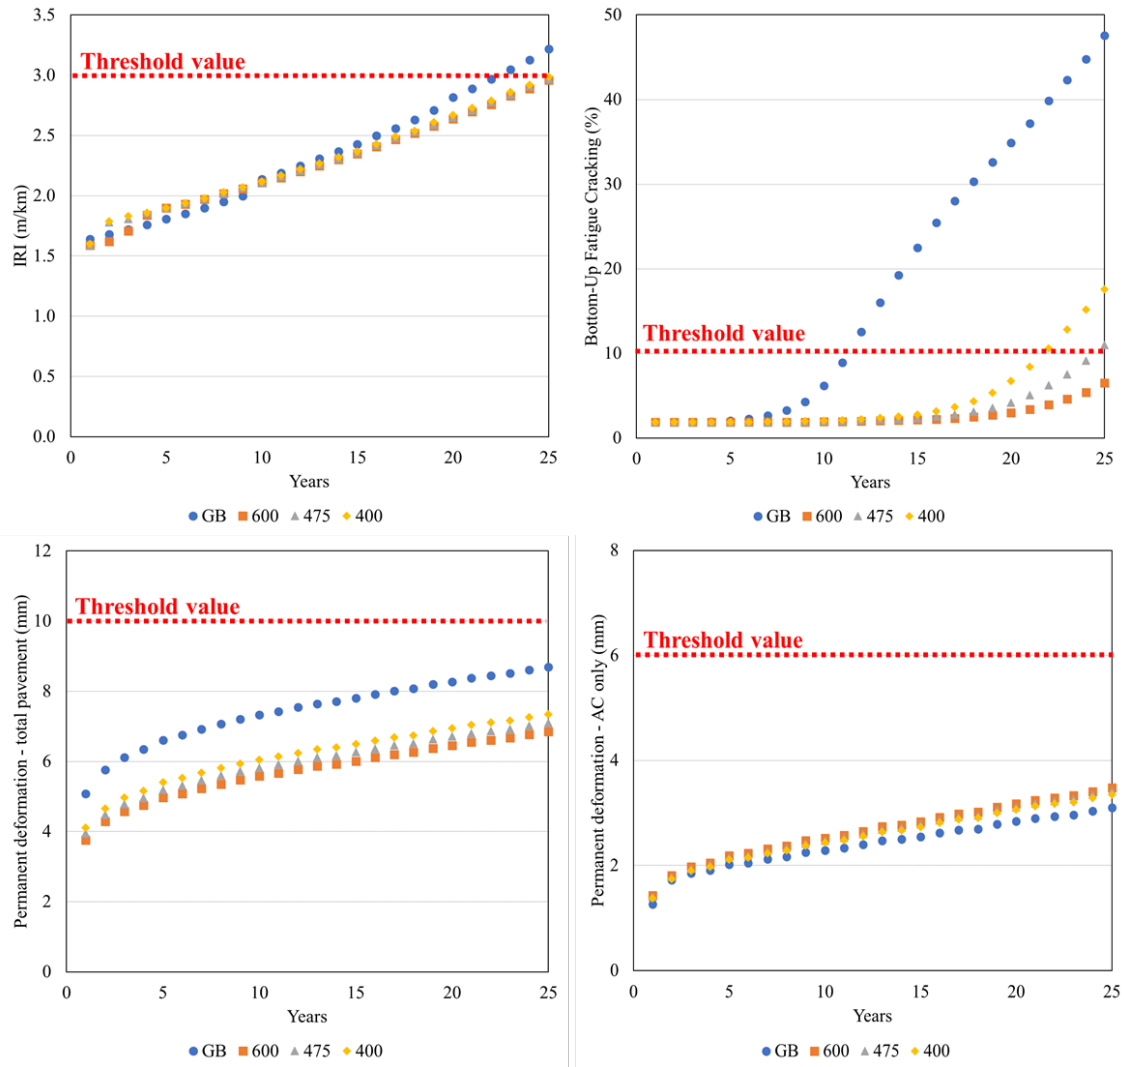 3.5
3.0
2.5
2.0
1.5
1.0
0.5
0.0
IRI (m/km)
Threshold value
0 5 10 15 20 25
Years
GB 600 475 400
50
40
30
20
10
0
Bottom-Up Fatigue Cracking (%)
Threshold value
0 5 10 15 20 25
Years
GB 600 475 400
12
10
8
6
4
2
0
Permanent deformation - total pavement (mm)
Threshold value
0 5 10 15 20 25
Years
GB 600 475 400
8
6
4
2
0
Permanent deformation - AC only (mm)
Threshold value
0 5 10 15 20 25
Years
GB 600 475 400